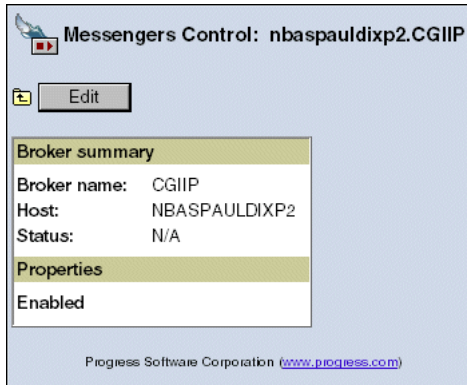 Messengers Control: nbaspauldixp2.CGIIP
Edit
Broker summary
Broker name: CGIIP
Host: NBASPAULDIXP2
Status: N/A
Properties
Enabled
Progress Software Corporation (www.progress.com)